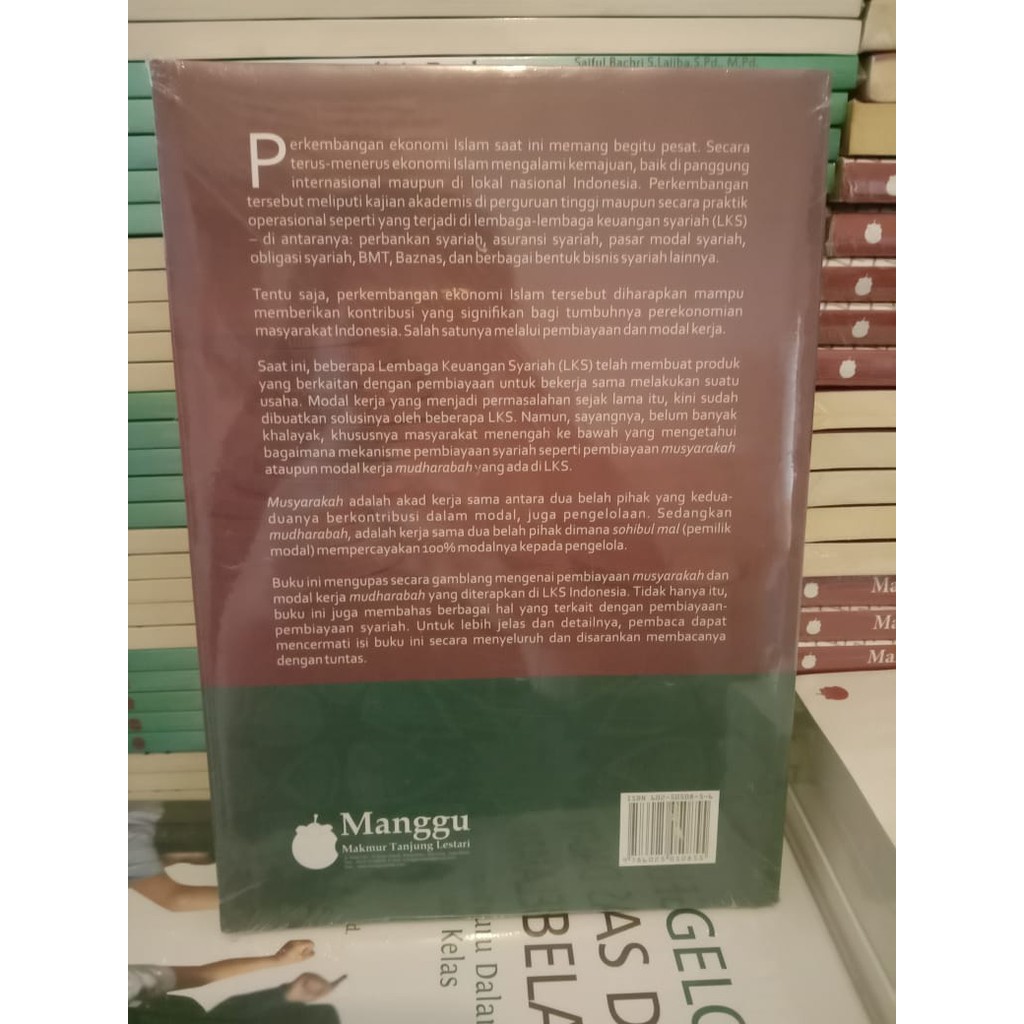 Saiful Bachri S.Laliba S.Pd., M.Pd.
Perkembangan ekonomi Islam saat ini memang begitu pesat. Secara
terus-menerus ekonomi Islam mengalami kemajuan, baik di panggung
internasional maupun di lokal nasional Indonesia. Perkembangan
tersebut meliputi kajian akademis di perguruan tinggi maupun secara praktik
operasional seperti yang terjadi di lembaga-lembaga keuangan syariah (LKS)
– di antaranya: perbankan syariah, asuransi syariah, pasar modal syariah,
obligasi syariah, BMT, Baznas, dan berbagai bentuk bisnis syariah lainnya.
Tentu saja, perkembangan ekonomi Islam tersebut diharapkan mampu
memberikan kontribusi yang signifikan bagi tumbuhnya perekonomian
masyarakat Indonesia. Salah satunya melalui pembiayaan dan modal kerja.
Saat ini, beberapa Lembaga Keuangan Syariah (LKS) telah membuat produk
yang berkaitan dengan pembiayaan untuk bekerja sama melakukan suatu
usaha. Modal kerja yang menjadi permasalahan sejak lama itu, kini sudah
dibuatkan solusinya oleh beberapa LKS. Namun, sayangnya, belum banyak
khalayak, khususnya masyarakat menengah ke bawah yang mengetahui
bagaimana mekanisme pembiayaan syariah seperti pembiayaan musyarakah
ataupun modal kerja mudharabah yang ada di LKS.
Musyarakah adalah akad kerja sama antara dua belah pihak yang kedua-
duanya berkontribusi dalam modal, juga pengelolaan. Sedangkan
mudharabah, adalah kerja sama dua belah pihak dimana sohibul mal (pemilik
modal) mempercayakan 100% modalnya kepada pengelola.
Buku ini mengupas secara gamblang mengenai pembiayaan musyarakah dan
modal kerja mudharabah yang diterapkan di LKS Indonesia. Tidak hanya itu,
buku ini juga membahas berbagai hal yang terkait dengan pembiayaan-
pembiayaan syariah. Untuk lebih jelas dan detailnya, pembaca dapat
mencermati isi buku ini secara menyeluruh dan disarankan membacanya
dengan tuntas.
Manggu
Makmur Tanjung Lestari
ISBN
Ma
Ma
Ma
d.
Kelas
BELA
AS D
GELO